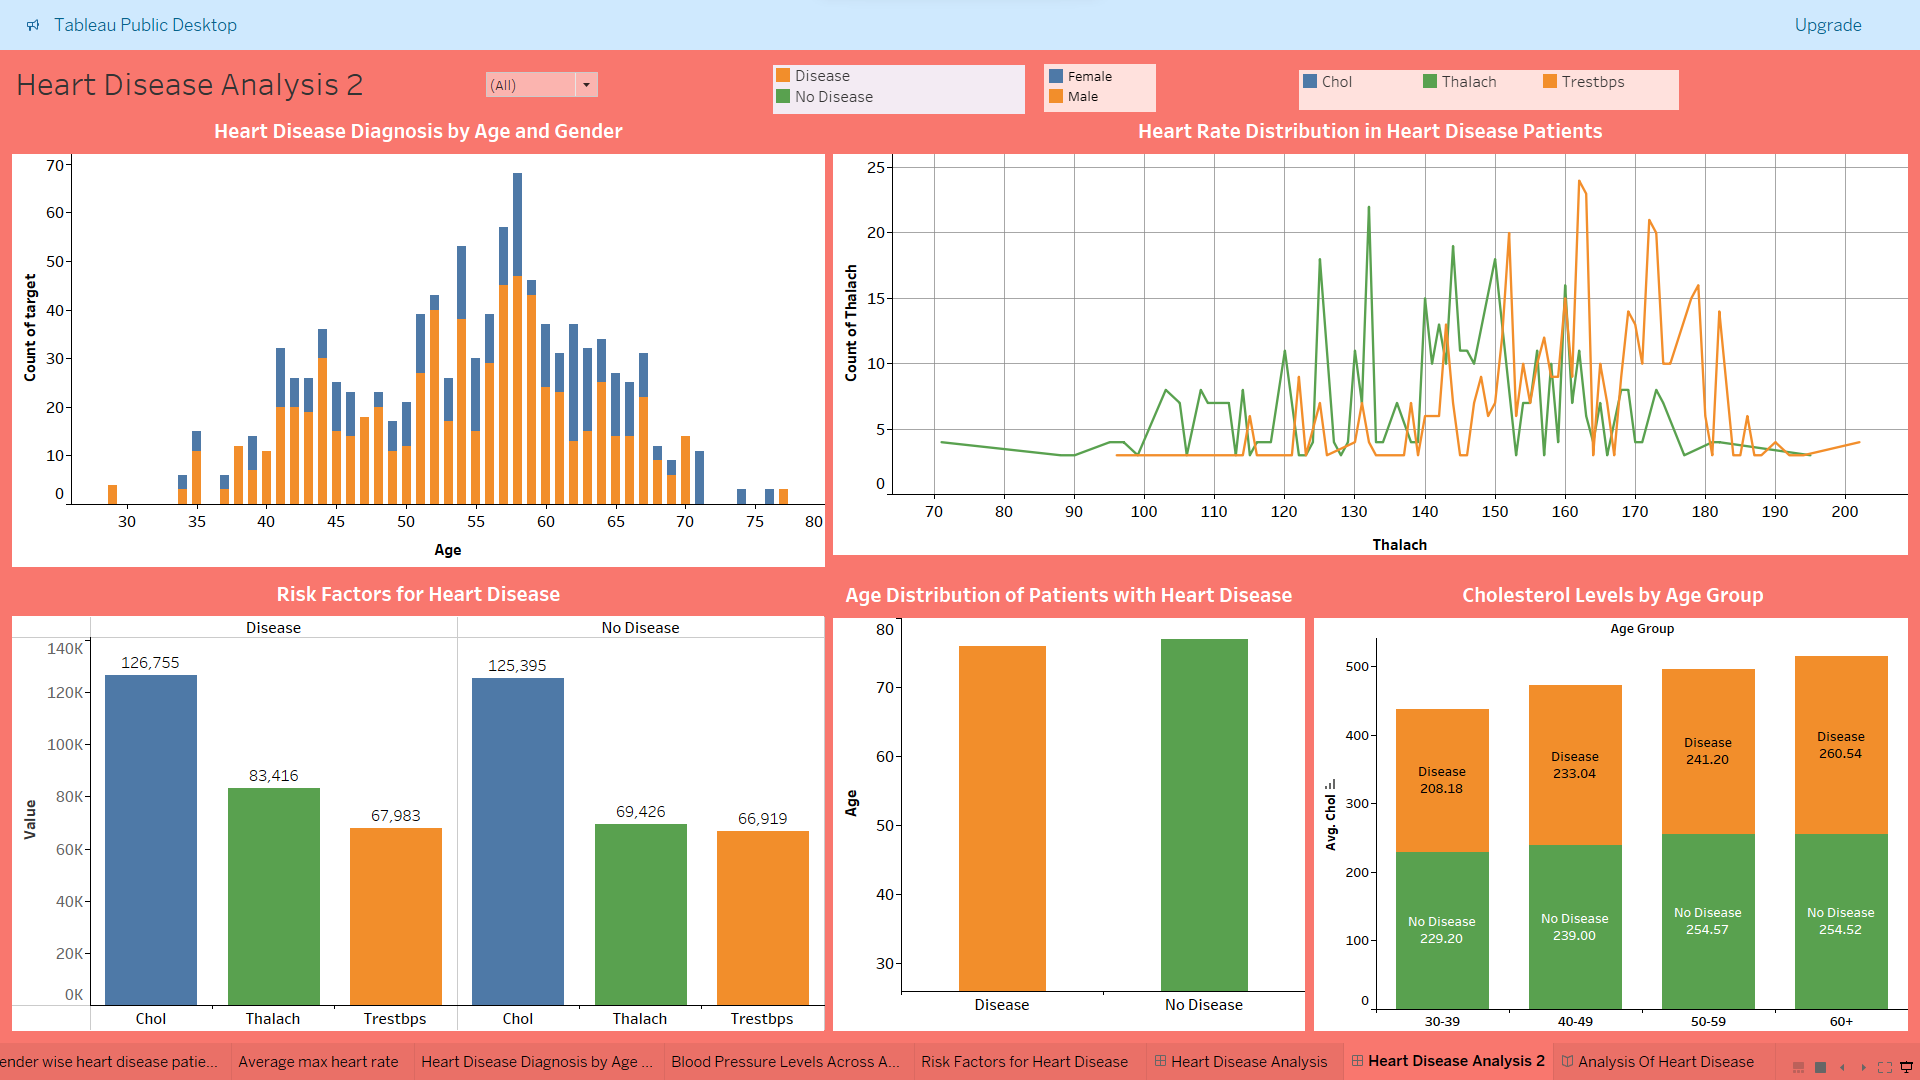 Tableau Public Desktop
Upgrade
Heart Disease Analysis 2
(All)
Disease
No Disease
Female
Male
Chol
Thalach
Trestbps
Heart Disease Diagnosis by Age and Gender
Count of target
70
60
50
40
30
20
10
0
30 35 40 45 50 55 60 65 70 75 80
Age
Heart Rate Distribution in Heart Disease Patients
Count of Thalach
25
20
15
10
5
0
70 80 90 100 110 120 130 140 150 160 170 180 190 200
Thalach
Risk Factors for Heart Disease
Disease No Disease
Value
140K
120K
100K
80K
60K
40K
20K
0K
126,755
83,416
67,983
125,395
69,426
66,919
Chol Thalach Trestbps Chol Thalach Trestbps
Age Distribution of Patients with Heart Disease
Age
80
70
60
50
40
30
Disease No Disease
Cholesterol Levels by Age Group
Age Group
Avg. Chol
500
400
300
200
100
0
Disease
208.18
Disease
233.04
Disease
241.20
Disease
260.54
No Disease
229.20
No Disease
239.00
No Disease
254.57
No Disease
254.52
30-39 40-49 50-59 60+
ender wise heart disease patie...
Average max heart rate
Heart Disease Diagnosis by Age ...
Blood Pressure Levels Across A...
Risk Factors for Heart Disease
Heart Disease Analysis
Heart Disease Analysis 2
Analysis Of Heart Disease